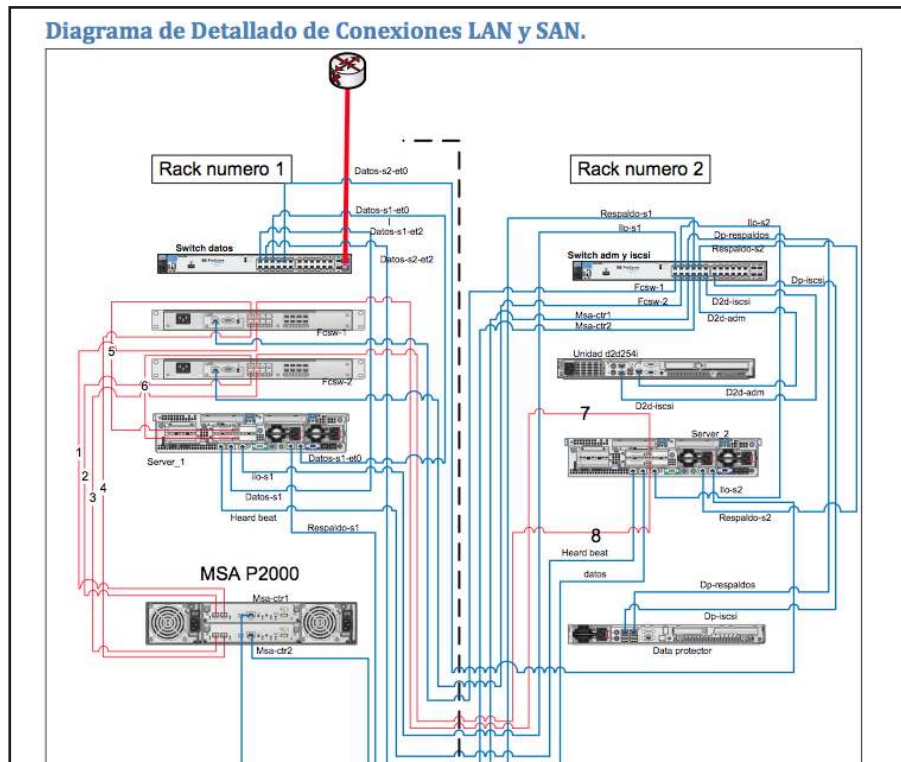 Diagrama de Detallado de Conexiones LAN y SAN.
Rack numero 1
Rack numero 2
Datos-s2-et0
Datos-s1-et0
Datos-s1-et2
Datos-s2-et2
Switch datos
Respaldo-s1
Ilo-s2
Ilo-s1
Dp-respaldos
Respaldo-s2
Switch adm y iscsi
Dp-iscsi
Fcsw-1
Fcsw-2
D2d-iscsi
Msa-ctr1
D2d-adm
Msa-ctr2
Fcsw-1
5
Unidad d2d254i
Fcsw-2
6
D2d-adm
D2d-iscsi
7
Server_2
1
2
3
4
Server_1
Datos-s1-et0
Ilo-s1
Datos-s1
Heard beat
Respaldo-s1
Ilo-s2
Respaldo-s2
8
Heard beat
datos
MSA P2000
Msa-ctr1
Msa-ctr2
Dp-respaldos
Dp-iscsi
Data protector